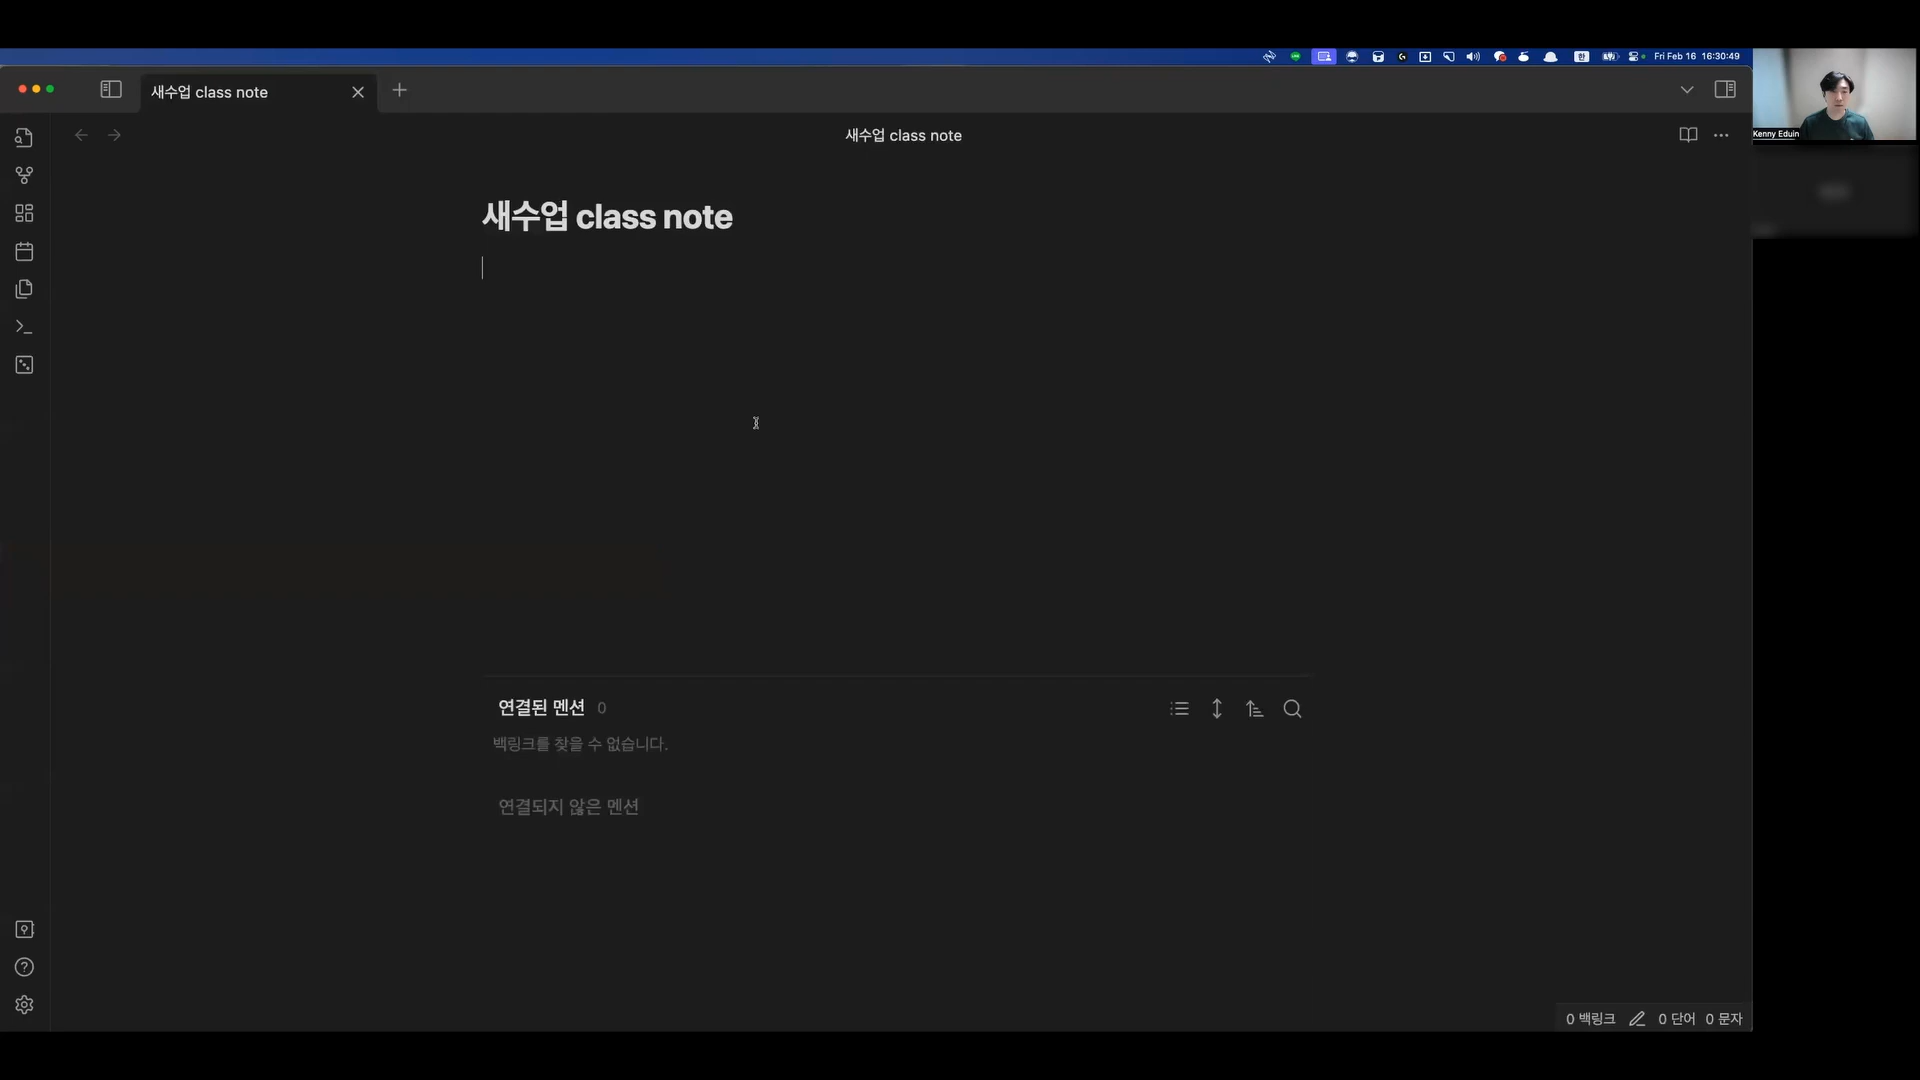 Fri Feb 16 16:30:49
새수업 class note
새수업 class note
Kenny Eduin
새수업 class note
연결된 멘션 0
백링크를 찾을 수 없습니다.
연결되지 않은 멘션
0 백링크 0 단어 0 문자